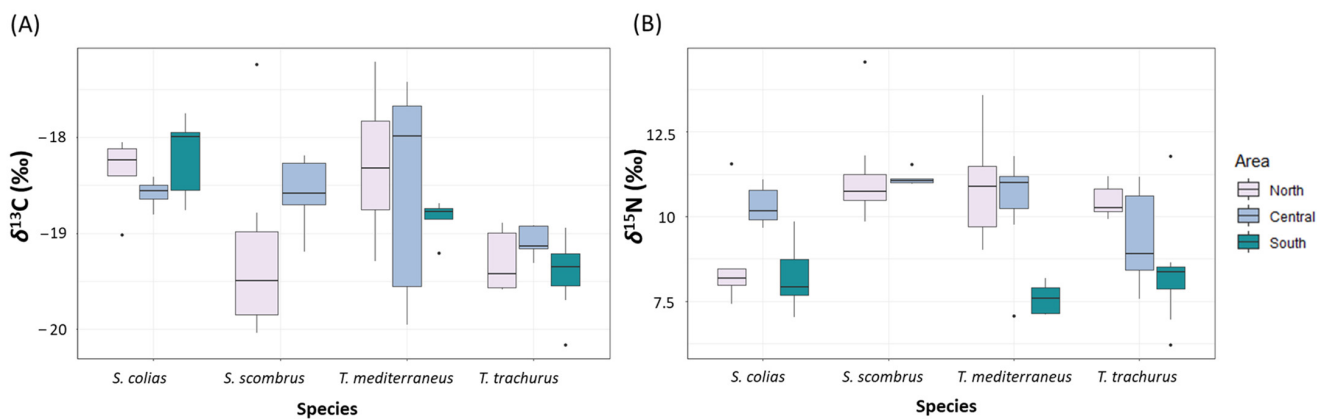 (A)
δ¹³C (‰)
−18
−19
−20
S. colias S. scombrus T. mediterraneus T. trachurus
Species
(B)
δ¹⁵N (‰)
12.5
10
7.5
S. colias S. scombrus T. mediterraneus T. trachurus
Species
Area
North
Central
South